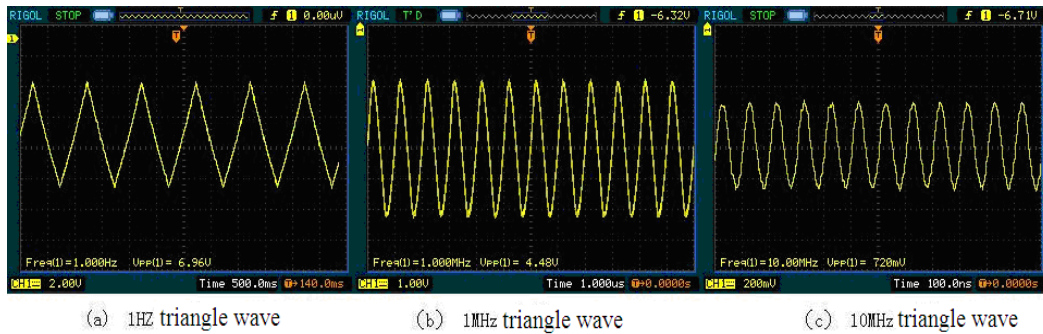 RIGOL STOP f 1 0.00uV
1
T
Freq(1)=1.000Hz Vpp(1)=6.96V
CH1 2.00V Time 500.0ms T→140.0ms
RIGOL T'D f 1 -6.32V
T
Freq(1)=1.000MHz Vpp(1)=4.48V
CH1 1.00V Time 1.000us T→0.0000s
RIGOL STOP f 1 -6.71V
T
Freq(1)=10.00MHz Vpp(1)=720mV
CH1 200mV Time 100.0ns T→0.0000s
(a) 1HZ triangle wave
(b) 1MHz triangle wave
(c) 10MHz triangle wave